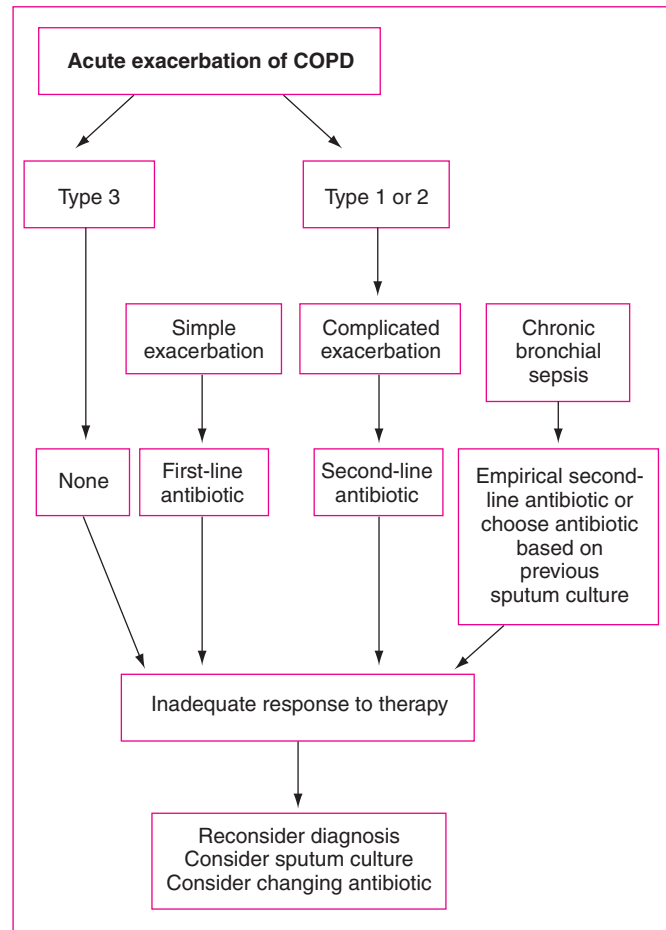 Acute exacerbation of COPD
Type 3
Type 1 or 2
Simple
exacerbation
Complicated
exacerbation
Chronic
bronchial
sepsis
None
First-line
antibiotic
Second-line
antibiotic
Empirical second-
line antibiotic or
choose antibiotic
based on
previous
sputum culture
Inadequate response to therapy
Reconsider diagnosis
Consider sputum culture
Consider changing antibiotic